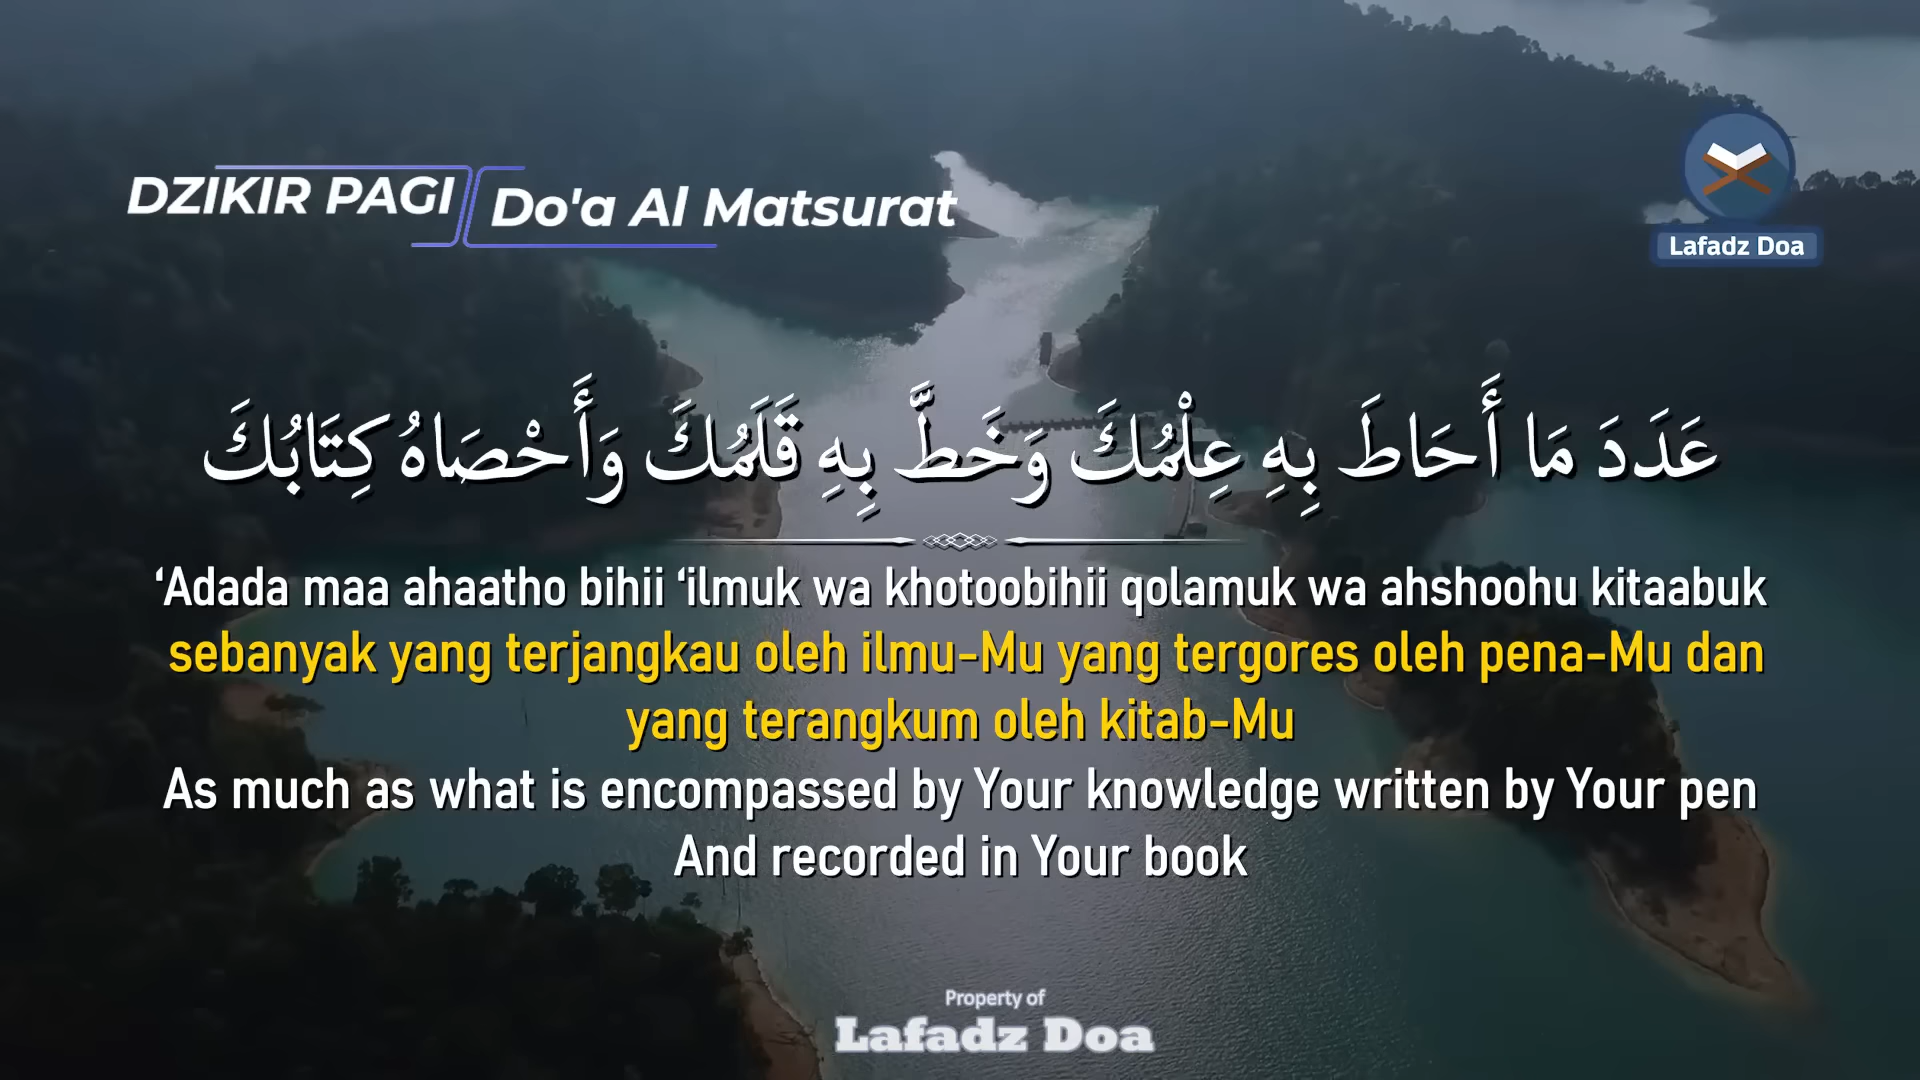 DZIKIR PAGI
Do'a Al Matsurat
Lafadz Doa
عَدَدَ مَا أَحَاطَ بِهِ عِلْمُكَ وَخَطَّ بِهِ قَلَمُكَ وَأَحْصَاهُ كِتَابُكَ
‘Adada maa ahaatho bihii ‘ilmuk wa khotoobihii qolamuk wa ahshoohu kitaabuk
sebanyak yang terjangkau oleh ilmu-Mu yang tergores oleh pena-Mu dan
yang terangkum oleh kitab-Mu
As much as what is encompassed by Your knowledge written by Your pen
And recorded in Your book
Property of
Lafadz Doa